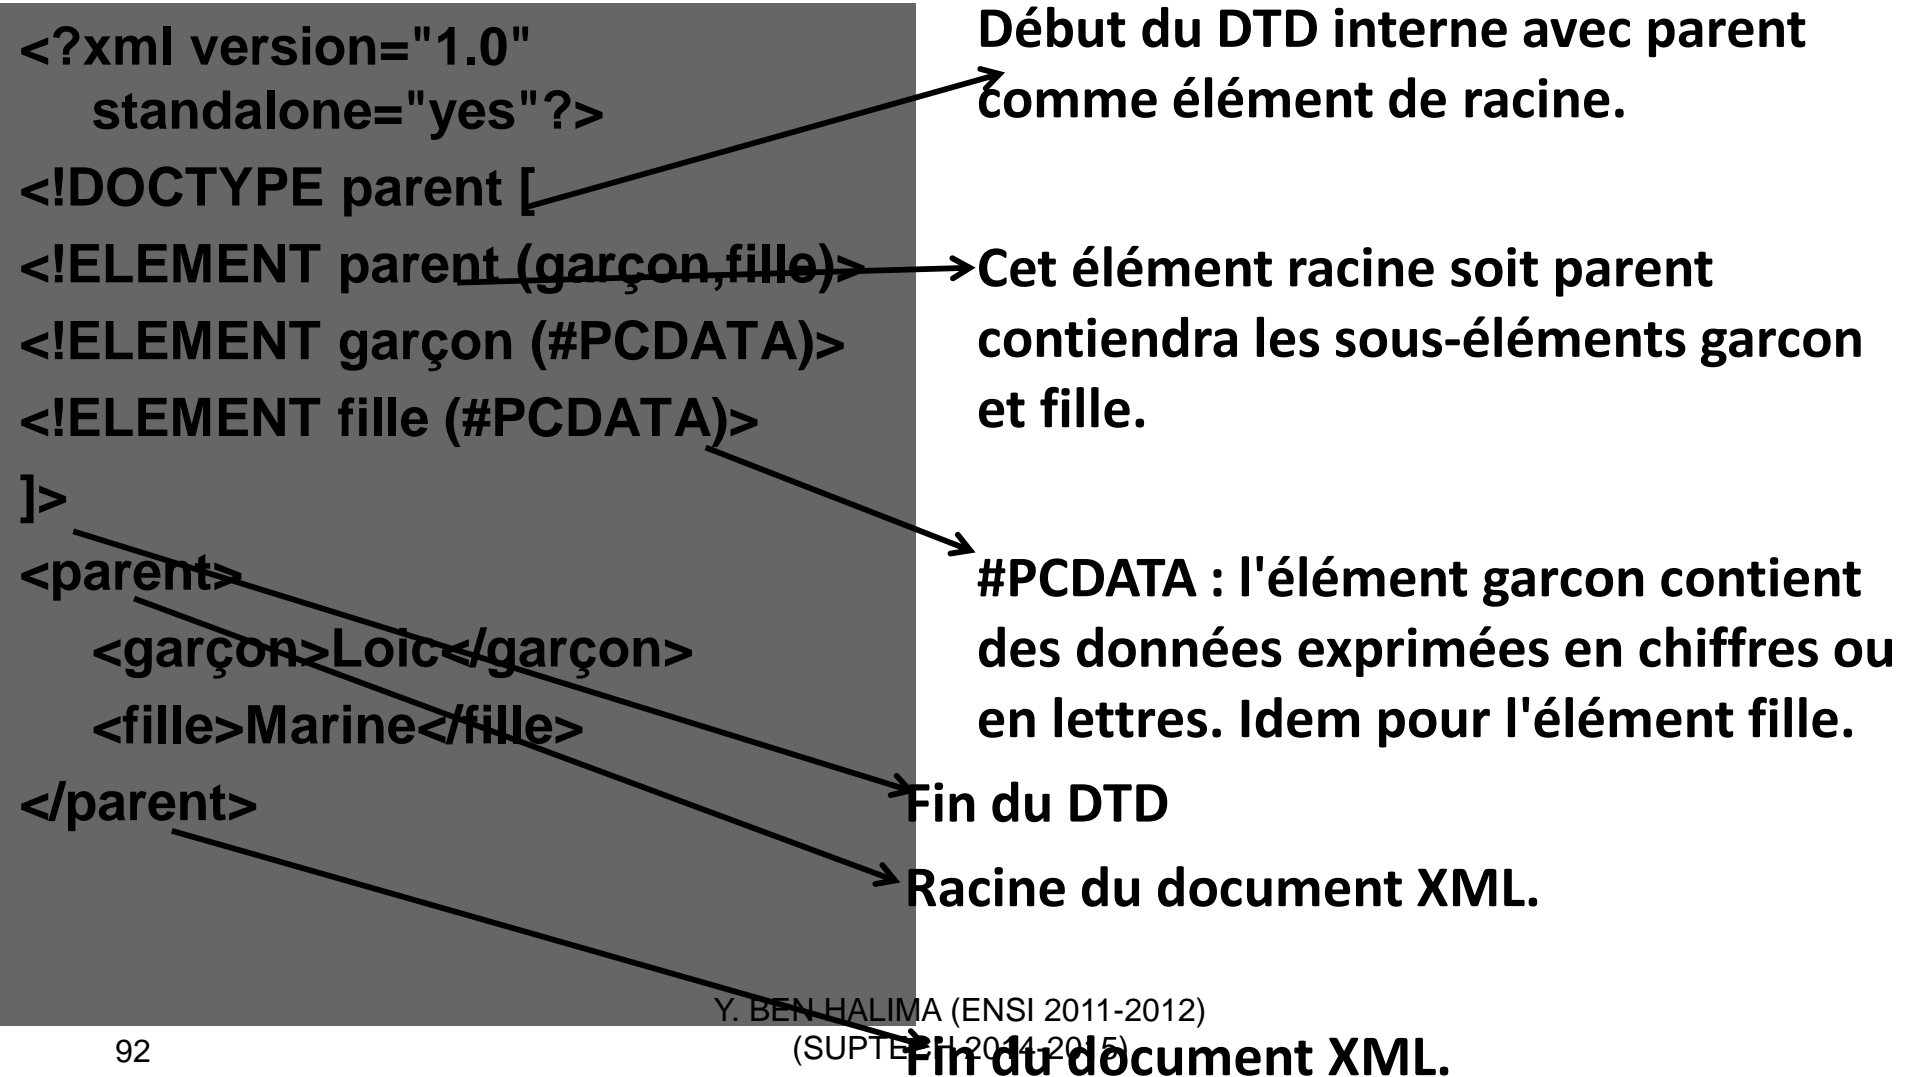 <?xml version="1.0"
standalone="yes"?>
<!DOCTYPE parent [
<!ELEMENT parent (garçon,fille)>
<!ELEMENT garçon (#PCDATA)>
<!ELEMENT fille (#PCDATA)>
]>
<parent>
<garçon>Loic</garçon>
<fille>Marine</fille>
</parent>
Début du DTD interne avec parent
comme élément de racine.
Cet élément racine soit parent
contiendra les sous-éléments garcon
et fille.
#PCDATA : l'élément garcon contient
des données exprimées en chiffres ou
en lettres. Idem pour l'élément fille.
Fin du DTD
Racine du document XML.
Fin du document XML.
Y. BEN HALIMA (ENSI 2011-2012)
(SUPTECH 2014-2015)
92